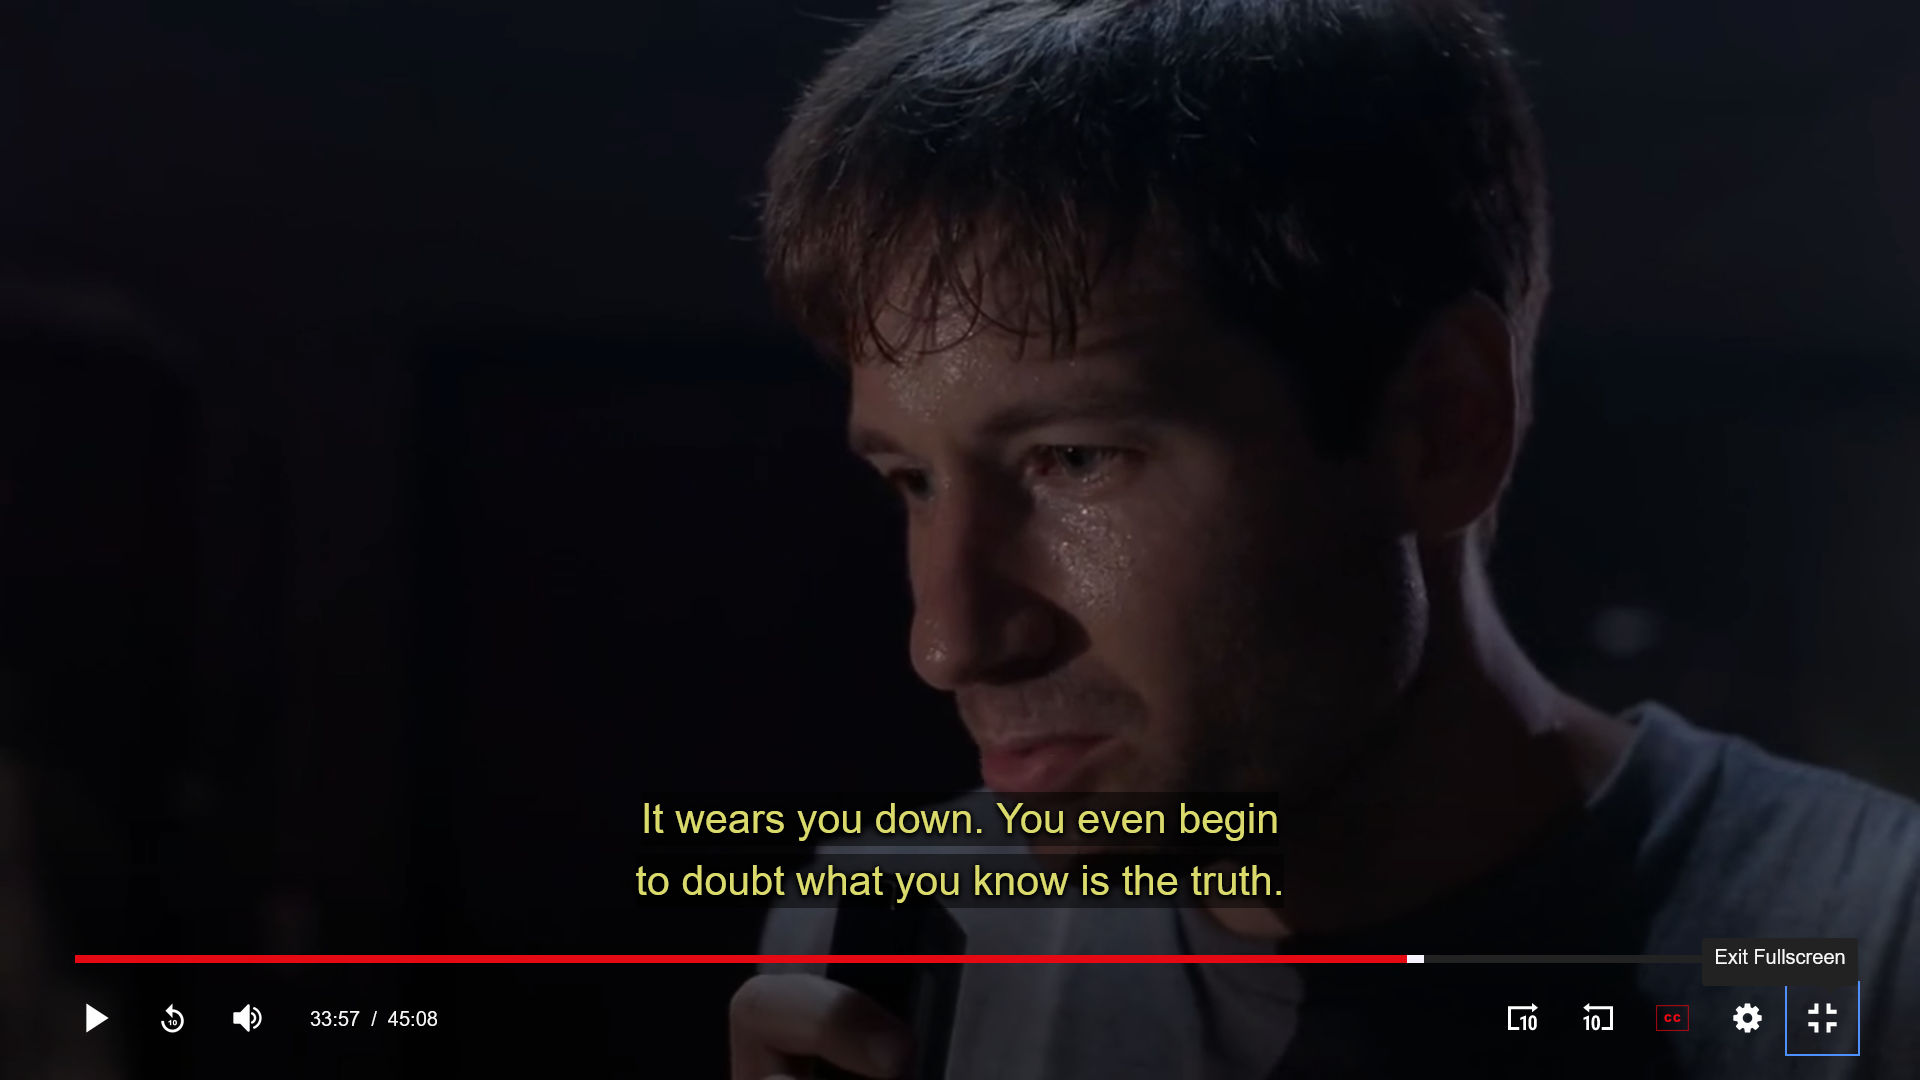 It wears you down. You even begin
to doubt what you know is the truth.
Exit Fullscreen
10
33:57 / 45:08
10
10
CC